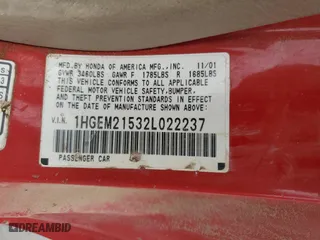 MFD.BY HONDA OF AMERICA MFG.,INC. 11/01
GVWR 3460LBS GAWR F 1785LBS R 1685LBS
THIS VEHICLE CONFORMS TO ALL APPLICABLE
FEDERAL MOTOR VEHICLE SAFETY,BUMPER,
AND THEFT PREVENTION STANDARDS IN EFFECT
ON THE DATE OF MANUFACTURE SHOWN ABOVE.
V.I.N. 1HGEM21532L022237
PASSENGER CAR
DREAMBID